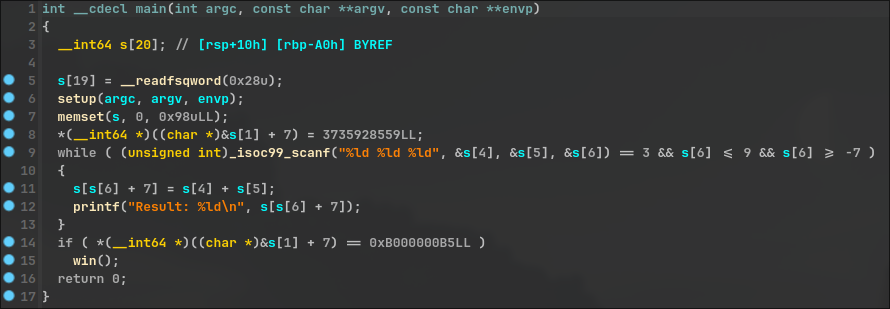 1 int __cdecl main(int argc, const char **argv, const char **envp)
2 {
3 __int64 s[20]; // [rsp+10h] [rbp-A0h] BYREF
4
5 s[19] = __readfsqword(0x28u);
6 setup(argc, argv, envp);
7 memset(s, 0, 0x98uLL);
8 *(__int64 *)((char *)&s[1] + 7) = 3735928559LL;
9 while ( (unsigned int)_isoc99_scanf("%ld %ld %ld", &s[4], &s[5], &s[6]) == 3 && s[6] <= 9 && s[6] >= -7 )
10 {
11 s[s[6] + 7] = s[4] + s[5];
12 printf("Result: %ld\n", s[s[6] + 7]);
13 }
14 if ( *(__int64 *)((char *)&s[1] + 7) == 0xB000000B5LL )
15 win();
16 return 0;
17 }